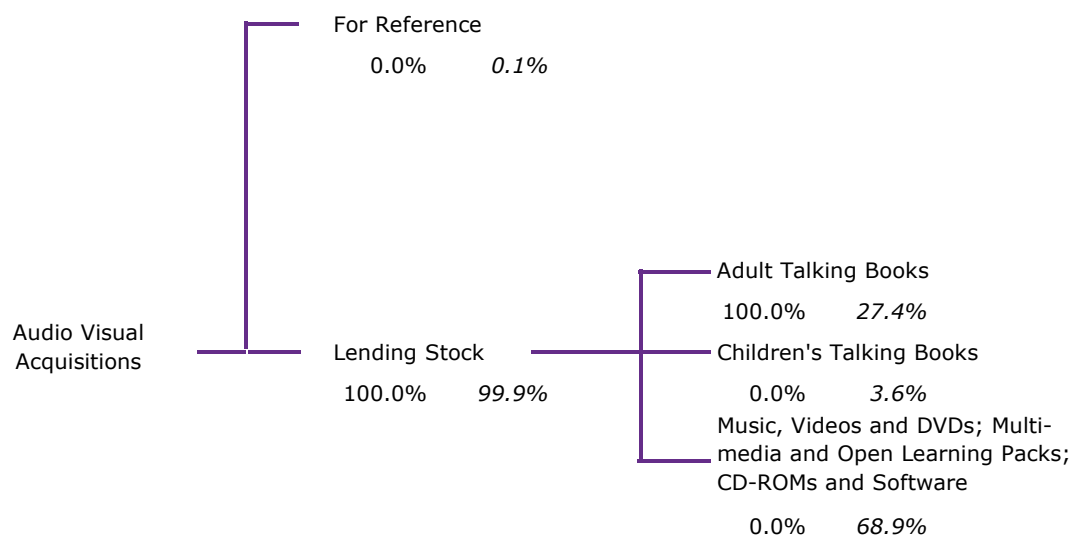 For Reference
0.0% 0.1%
Audio Visual
Acquisitions
Lending Stock
100.0% 99.9%
Adult Talking Books
100.0% 27.4%
Children's Talking Books
0.0% 3.6%
Music, Videos and DVDs; Multi-
media and Open Learning Packs;
CD-ROMs and Software
0.0% 68.9%